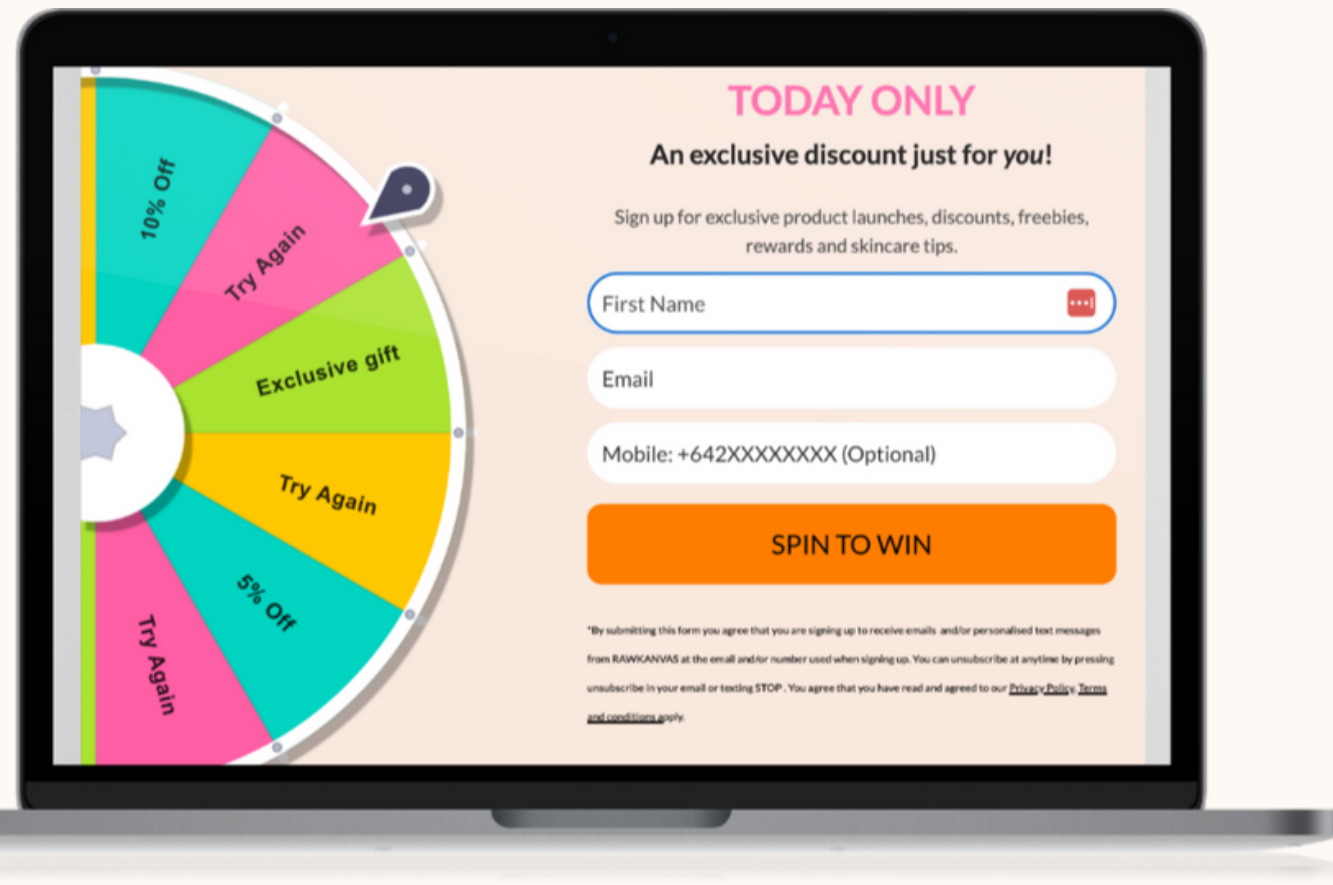 10% Off
Try Again
Exclusive gift
Try Again
5% Off
Try Again
TODAY ONLY
An exclusive discount just for you!
Sign up for exclusive product launches, discounts, freebies,
rewards and skincare tips.
First Name
Email
Mobile: +642XXXXXXXX (Optional)
SPIN TO WIN
*By submitting this form you agree that you are signing up to receive emails and/or personalised text messages
from RAWKANVAS at the email and/or number used when signing up. You can unsubscribe at anytime by pressing
unsubscribe in your email or texting STOP . You agree that you have read and agreed to our Privacy Policy, Terms
and conditions apply.